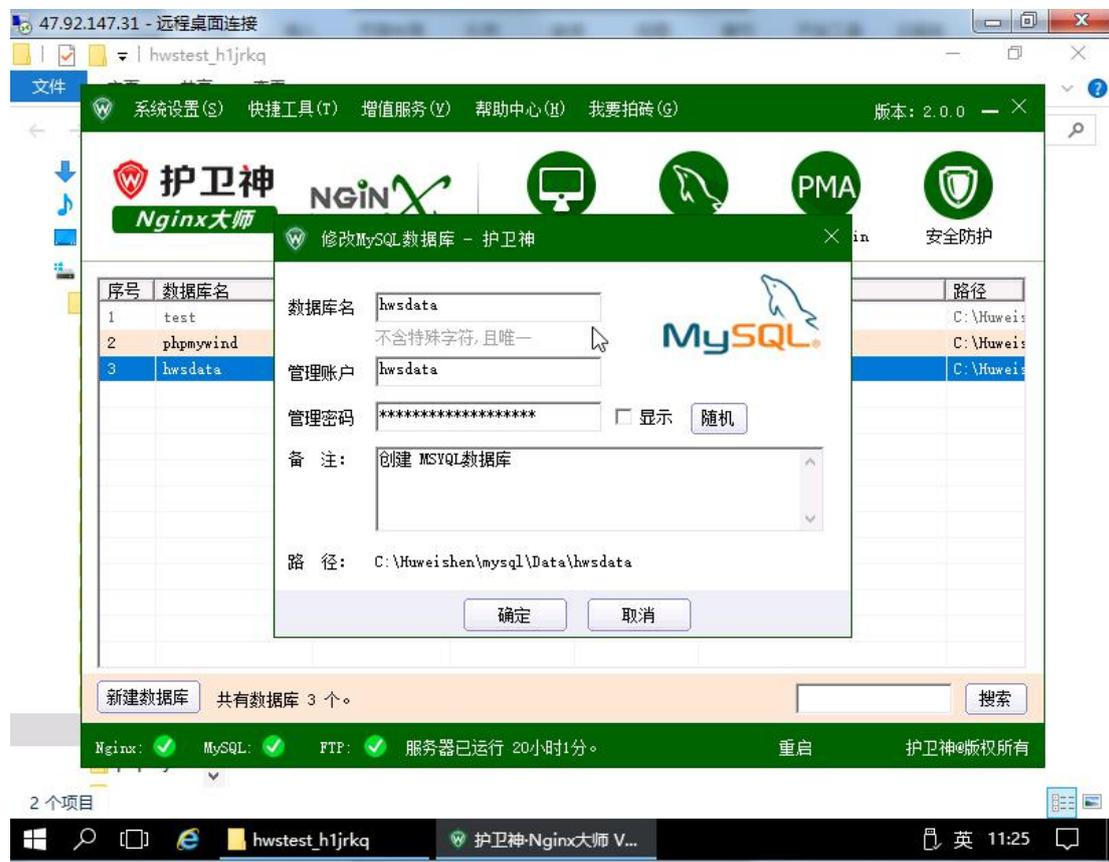 47.92.147.31 - 远程桌面连接
hwstest_h1jrkq
文件
系统设置(S) 快捷工具(T) 增值服务(V) 帮助中心(H) 我要拍砖(G) 版本: 2.0.0
护卫神
Nginx大师
NGiNX
PMA
in 安全防护
修改MySQL数据库 - 护卫神
序号 数据库名 路径
1 test C:\Huweis
2 phpmywind C:\Huweis
3 hwsdata C:\Huweis
数据库名 hwsdata
不含特殊字符,且唯一
MySQL®
管理账户 hwsdata
管理密码 ******************* 显示 随机
备 注: 创建 MSYQL数据库
路 径: C:\Huweishen\mysql\Data\hwsdata
确定 取消
新建数据库 共有数据库 3 个。 搜索
Nginx: MySQL: FTP: 服务器已运行 20小时1分。 重启 护卫神@版权所有
2 个项目
hwstest_h1jrkq 护卫神·Nginx大师 V... 英 11:25